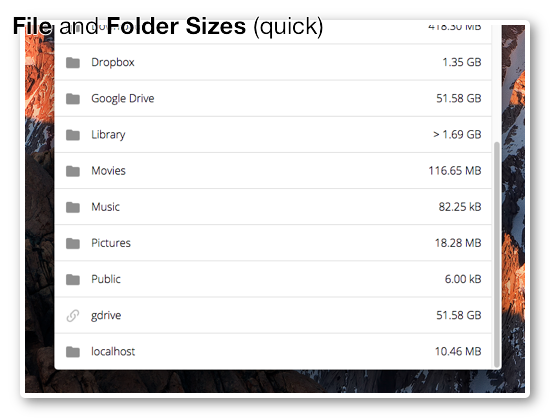 File and Folder Sizes (quick)
418.30 MB
Dropbox 1.35 GB
Google Drive 51.58 GB
Library > 1.69 GB
Movies 116.65 MB
Music 82.25 kB
Pictures 18.28 MB
Public 6.00 kB
gdrive 51.58 GB
localhost 10.46 MB